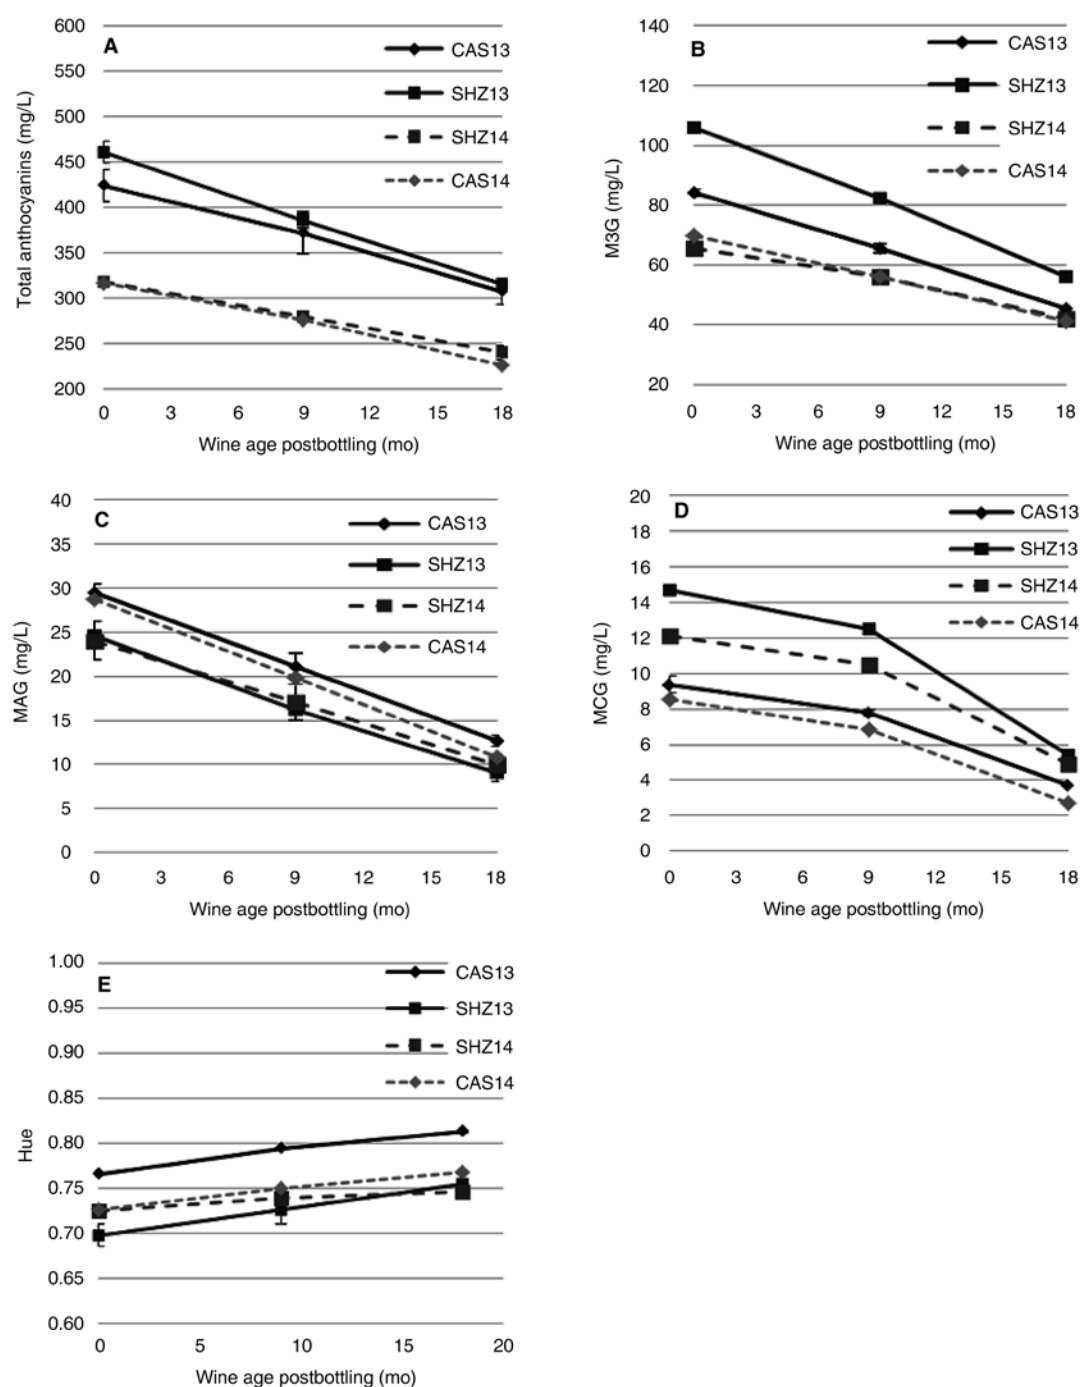 A
Total anthocyanins (mg/L)
600
550
500
450
400
350
300
250
200
0 3 6 9 12 15 18
Wine age postbottling (mo)
CAS13
SHZ13
SHZ14
CAS14
B
M3G (mg/L)
140
120
100
80
60
40
20
0 3 6 9 12 15 18
Wine age postbottling (mo)
CAS13
SHZ13
SHZ14
CAS14
C
MAG (mg/L)
40
35
30
25
20
15
10
5
0
0 3 6 9 12 15 18
Wine age postbottling (mo)
CAS13
SHZ13
SHZ14
CAS14
D
MCG (mg/L)
20
18
16
14
12
10
8
6
4
2
0
0 3 6 9 12 15 18
Wine age postbottling (mo)
CAS13
SHZ13
SHZ14
CAS14
E
Hue
1.00
0.95
0.90
0.85
0.80
0.75
0.70
0.65
0.60
0 5 10 15 20
Wine age postbottling (mo)
CAS13
SHZ13
SHZ14
CAS14